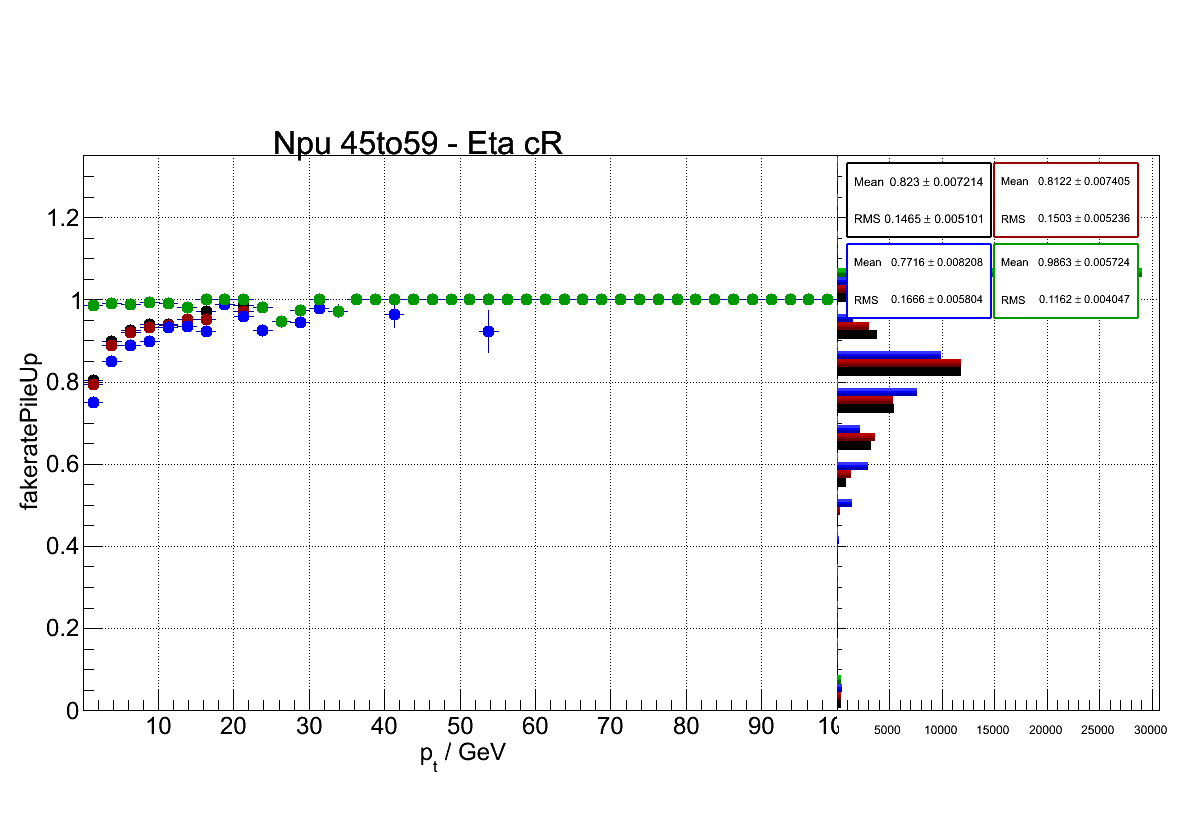 Npu 45to59 - Eta cR
fakeratePileUp
1.2
1
0.8
0.6
0.4
0.2
0
10 20 30 40 50 60 70 80 90
p_t / GeV
Mean 0.823 ± 0.007214
RMS 0.1465 ± 0.005101
Mean 0.8122 ± 0.007405
RMS 0.1503 ± 0.005236
Mean 0.7716 ± 0.008208
RMS 0.1666 ± 0.005804
Mean 0.9863 ± 0.005724
RMS 0.1162 ± 0.004047
5000 10000 15000 20000 25000 30000